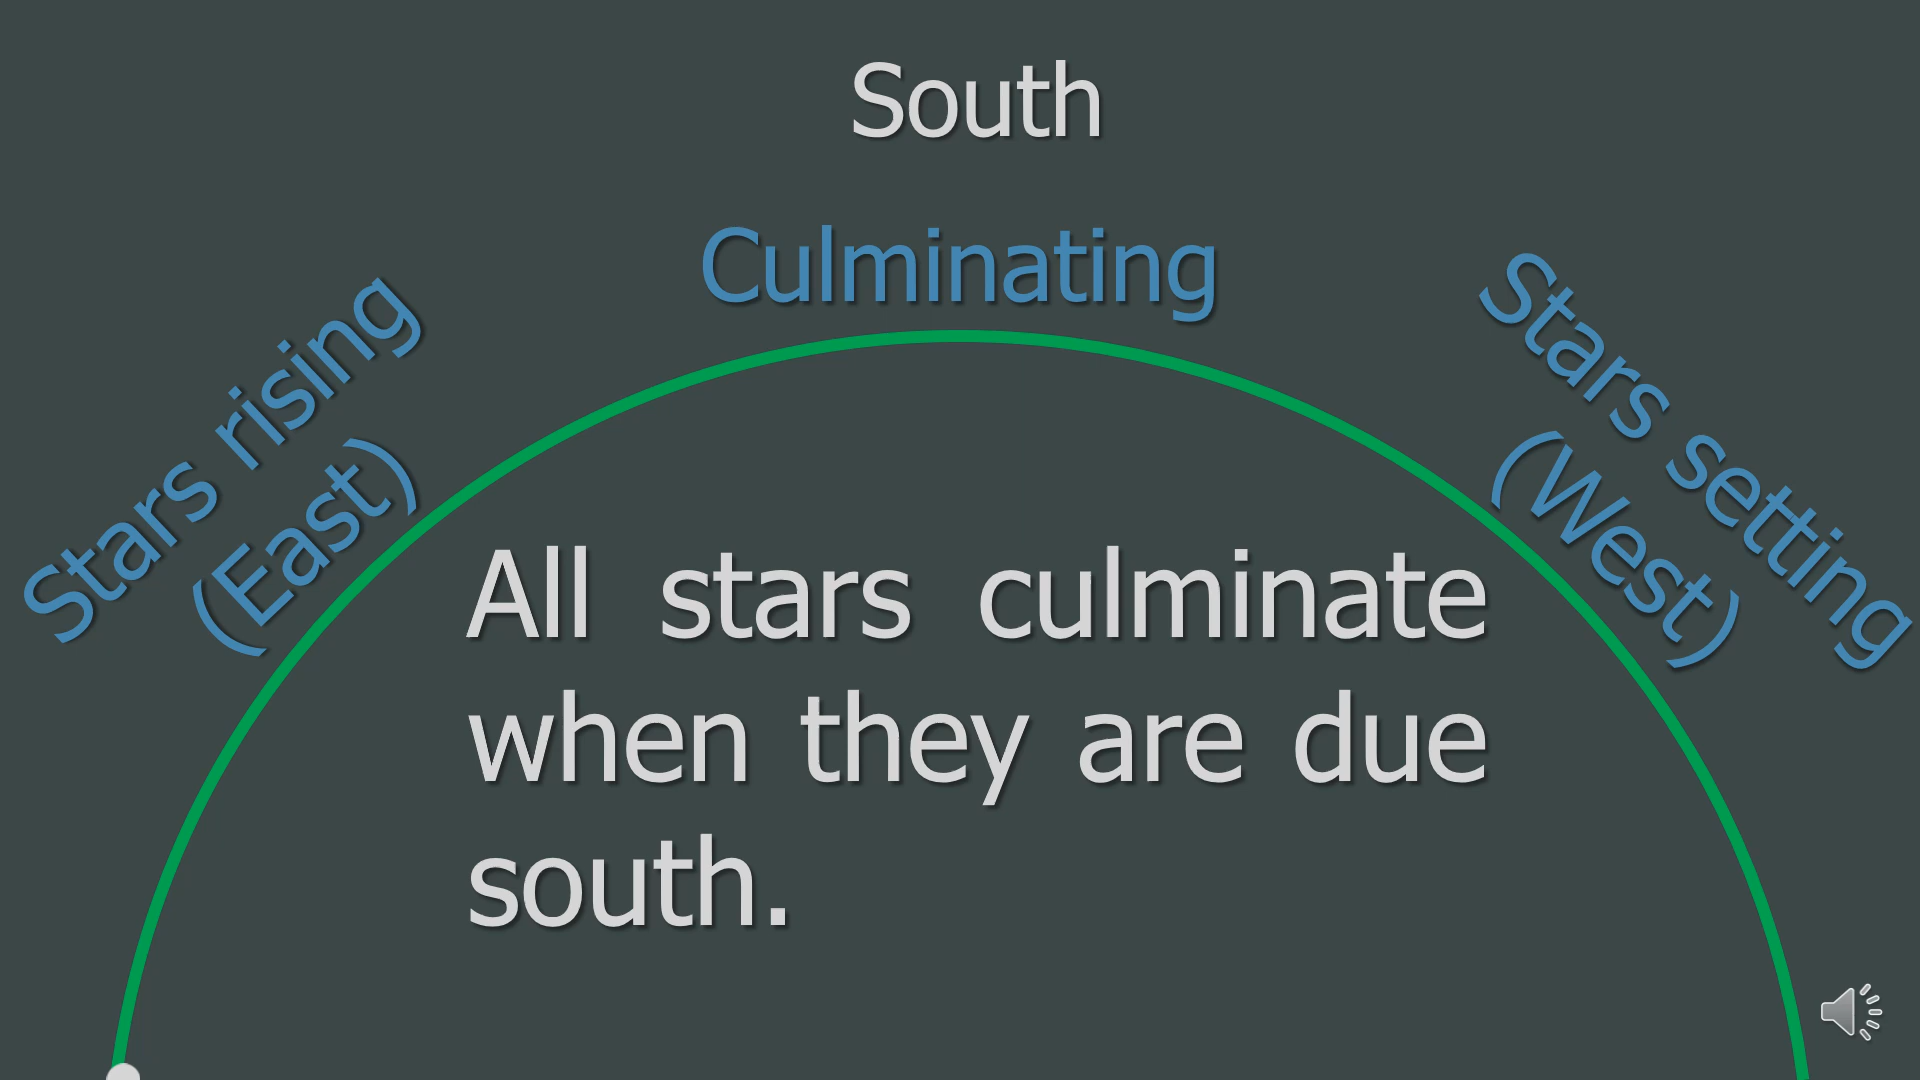 South
Culminating
Stars rising
(East)
Stars setting
(West)
All stars culminate
when they are due
south.